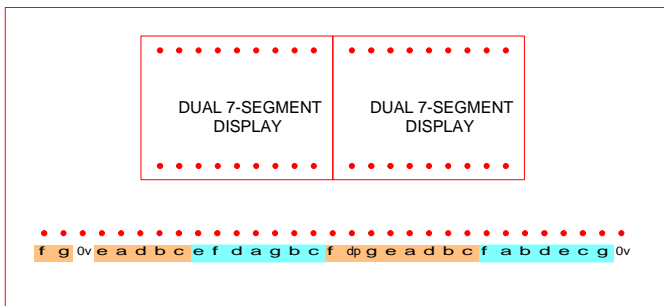 DUAL 7-SEGMENT DISPLAY
DUAL 7-SEGMENT DISPLAY
f g 0v e a d b c e f d a g b c f dp g e a d b c f a b d e c g 0v